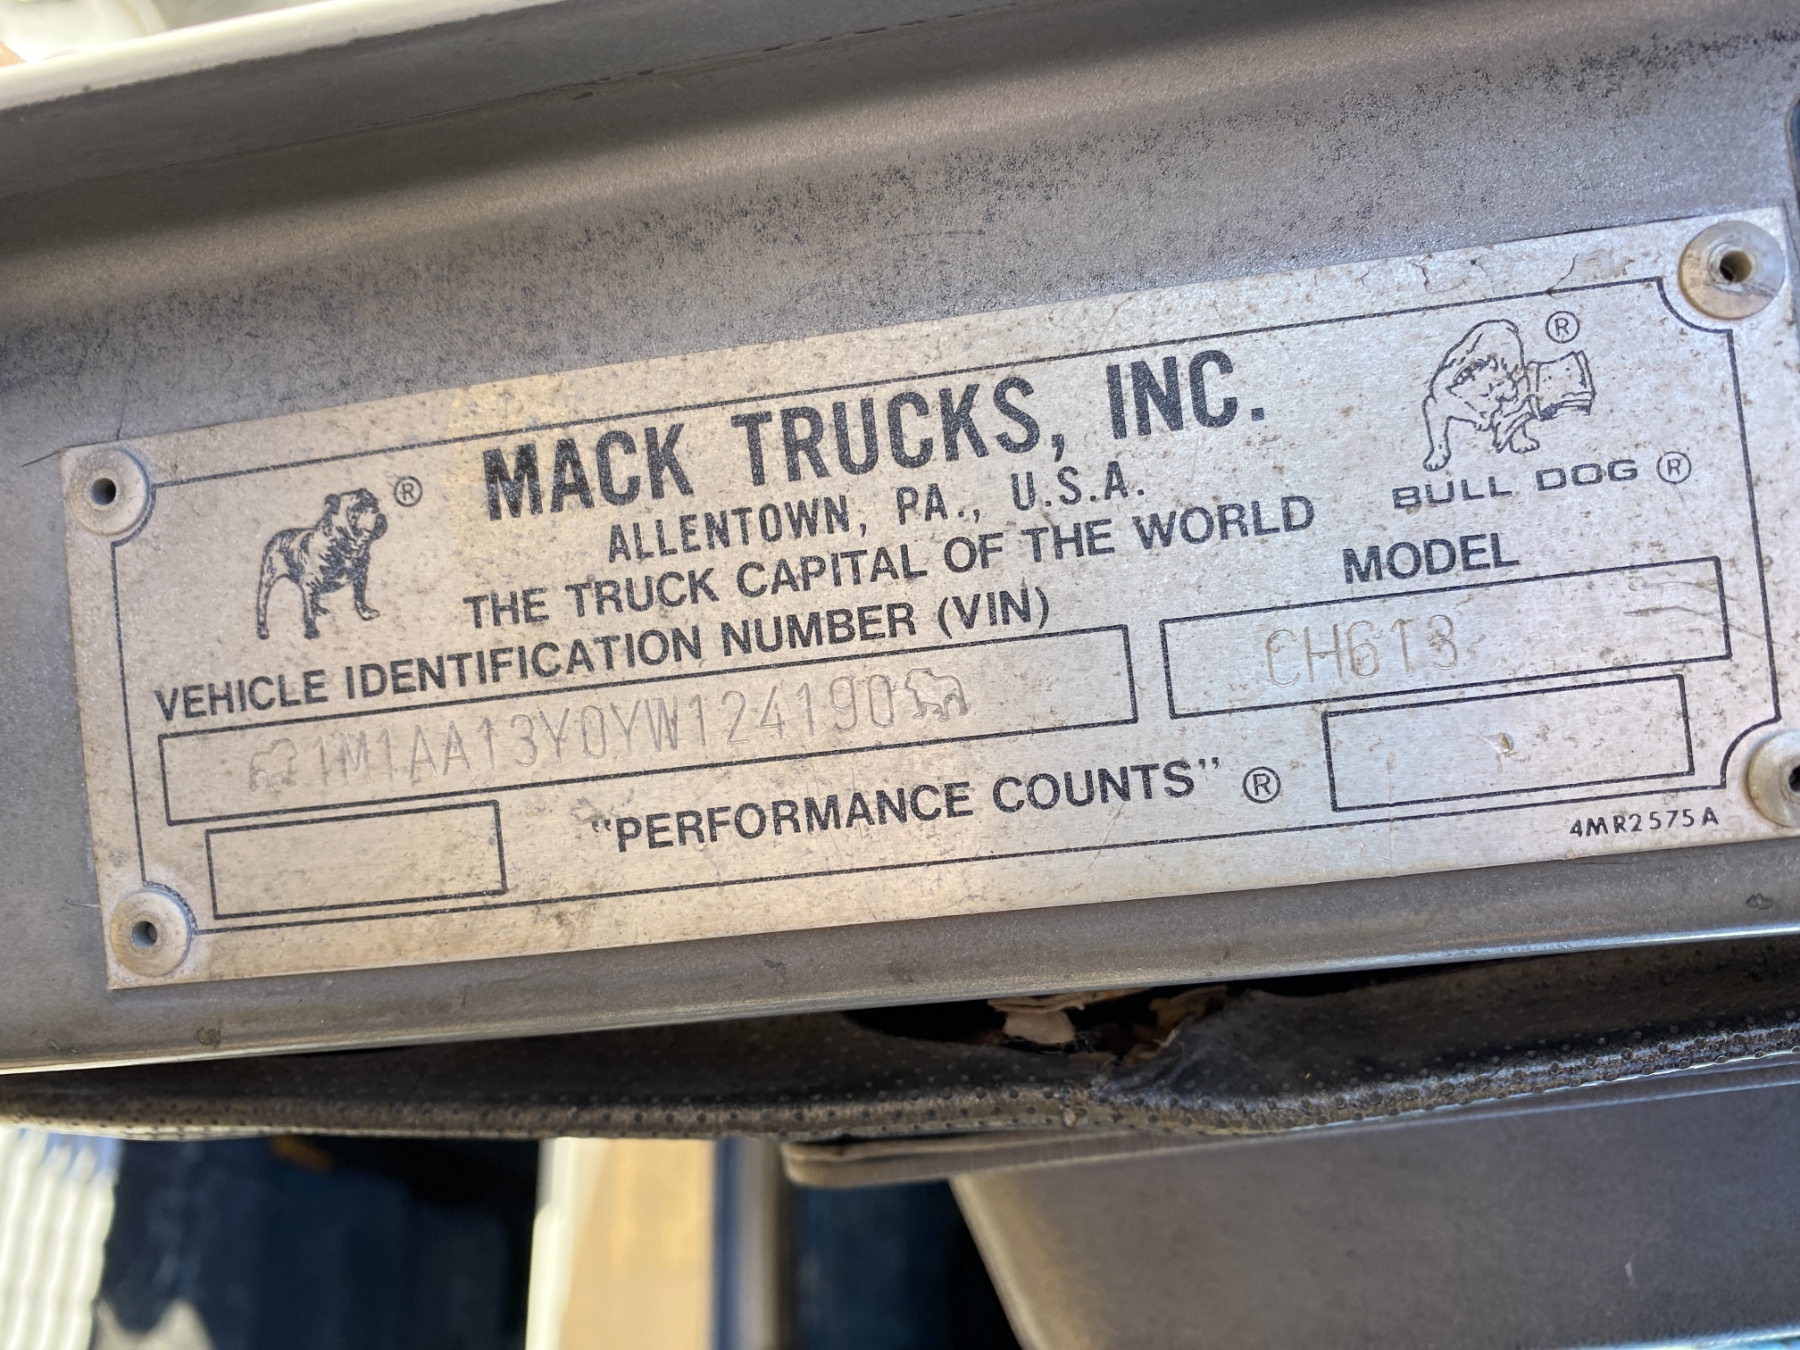 ®
MACK TRUCKS, INC.
®
ALLENTOWN, PA., U.S.A.
BULL DOG ®
THE TRUCK CAPITAL OF THE WORLD
VEHICLE IDENTIFICATION NUMBER (VIN)
MODEL
1M1AA13Y0YW124190
CH613
"PERFORMANCE COUNTS" ®
4MR2575A